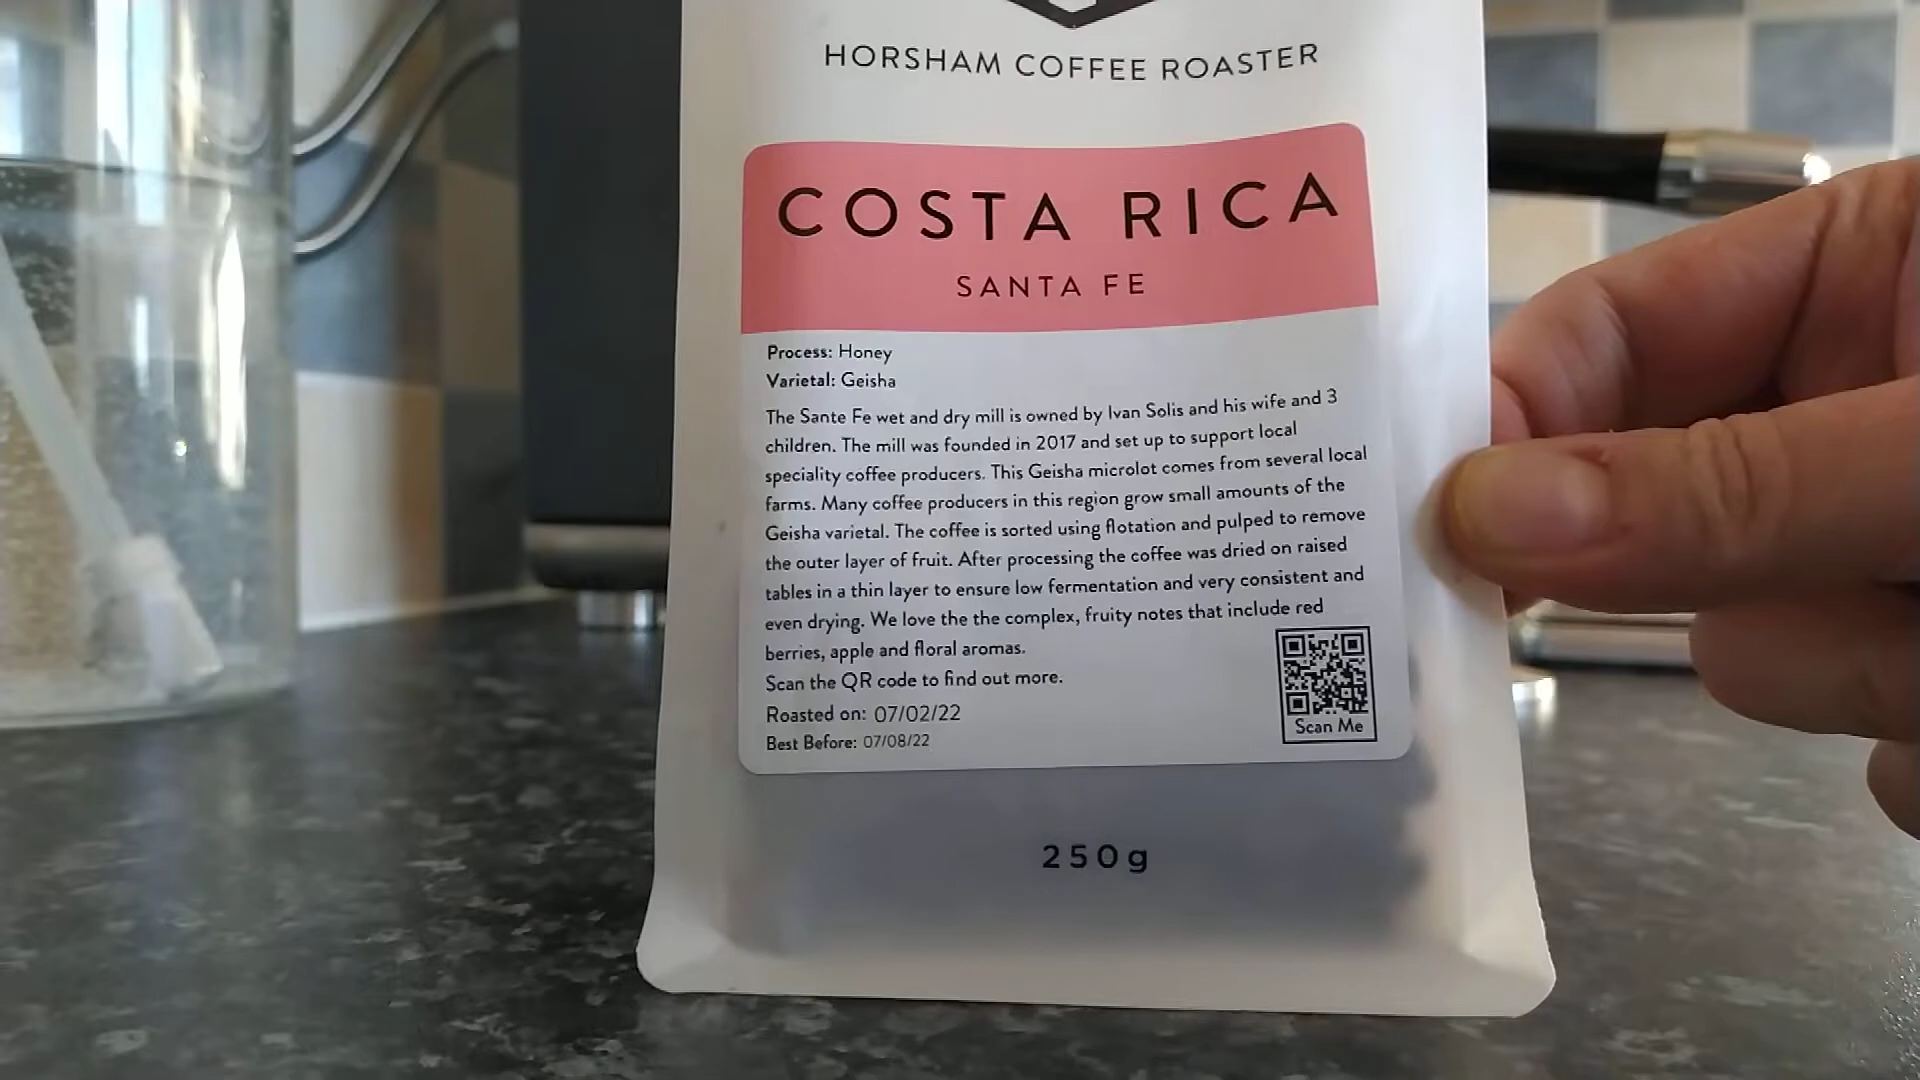 HORSHAM COFFEE ROASTER
COSTA RICA
SANTA FE
Process: Honey
Varietal: Geisha
The Sante Fe wet and dry mill is owned by Ivan Solis and his wife and 3
children. The mill was founded in 2017 and set up to support local
speciality coffee producers. This Geisha microlot comes from several local
farms. Many coffee producers in this region grow small amounts of the
Geisha varietal. The coffee is sorted using flotation and pulped to remove
the outer layer of fruit. After processing the coffee was dried on raised
tables in a thin layer to ensure low fermentation and very consistent and
even drying. We love the the complex, fruity notes that include red
berries, apple and floral aromas.
Scan the QR code to find out more.
Roasted on: 07/02/22
Best Before: 07/08/22
Scan Me
250g